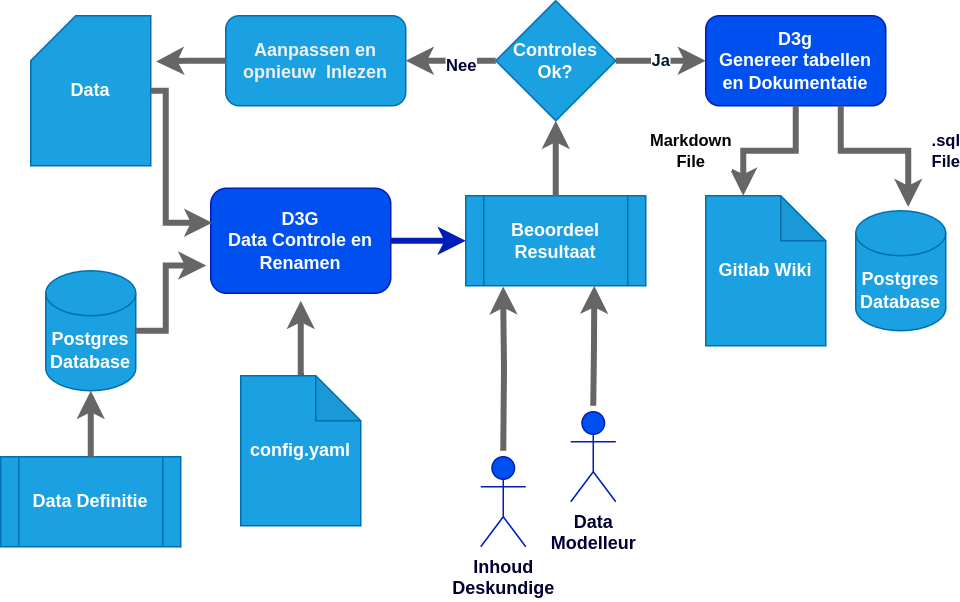 Data
Aanpassen en
opnieuw Inlezen
Nee
Controles
Ok?
Ja
D3g
Genereer tabellen
en Dokumentatie
Markdown
File
.sql
File
D3G
Data Controle en
Renamen
Beoordeel
Resultaat
Gitlab Wiki
Postgres
Database
Postgres
Database
config.yaml
Data Definitie
Data
Modelleur
Inhoud
Deskundige